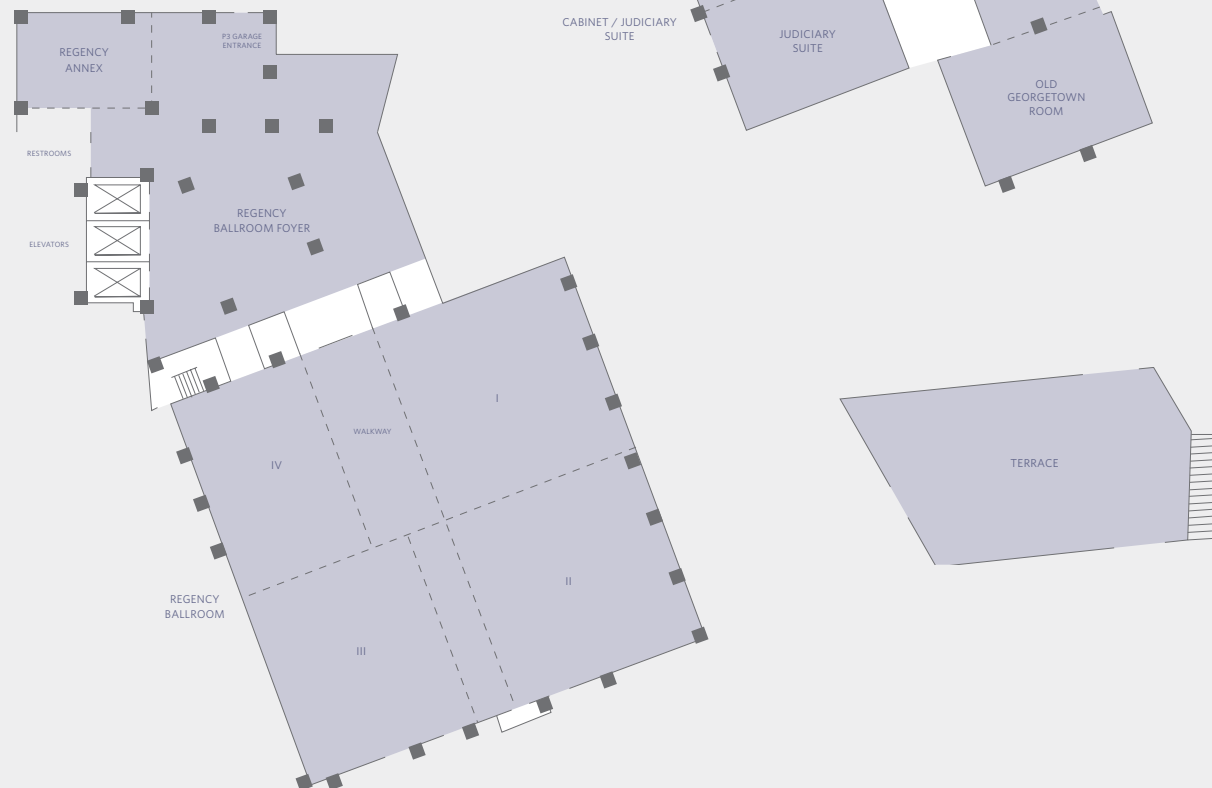 CABINET / JUDICIARY
SUITE
JUDICIARY
SUITE
P3 GARAGE
ENTRANCE
REGENCY
ANNEX
OLD
GEORGETOWN
ROOM
RESTROOMS
REGENCY
BALLROOM FOYER
ELEVATORS
I
WALKWAY
IV
TERRACE
II
REGENCY
BALLROOM
III